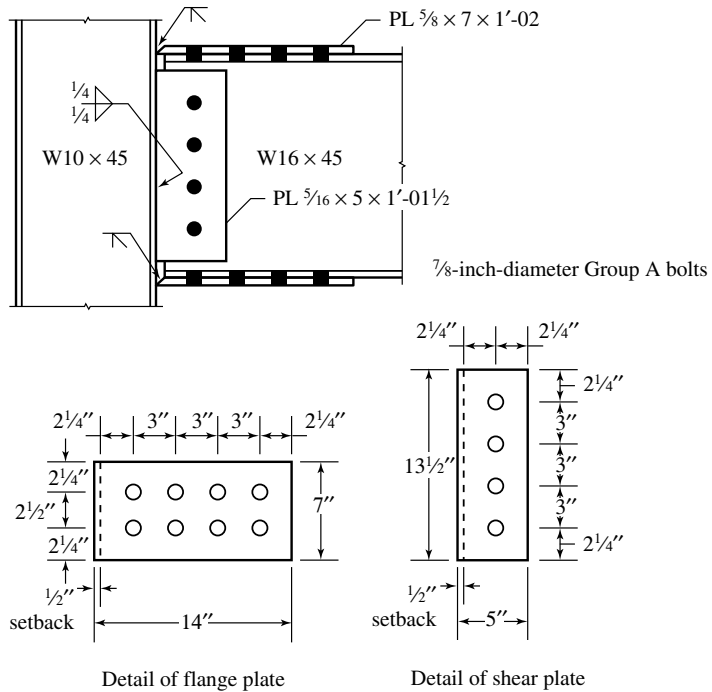 PL ⅝ × 7 × 1′-02
¼
¼
W10 × 45
W16 × 45
PL 5⁄16 × 5 × 1′-01½
⅞-inch-diameter Group A bolts
2¼″ 2¼″
2¼″
3″
3″
3″
2¼″
13½″
½″
setback
5″
Detail of shear plate
2¼″ 3″ 3″ 3″ 2¼″
2¼″
2½″
2¼″
7″
½″
setback
14″
Detail of flange plate